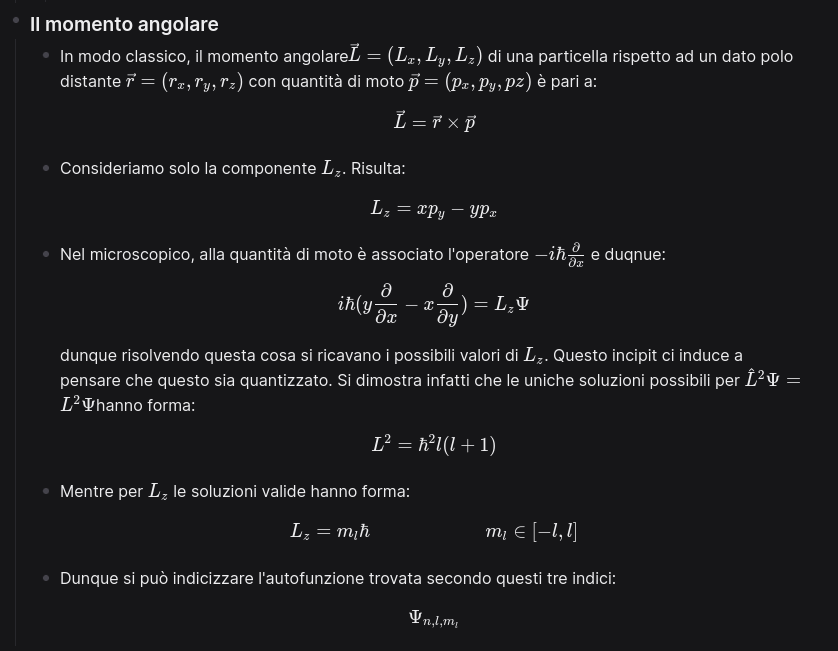 Il momento angolare
In modo classico, il momento angolare$\vec{L} = (L_x, L_y, L_z)$ di una particella rispetto ad un dato polo
distante $\vec{r} = (r_x, r_y, r_z)$ con quantità di moto $\vec{p} = (p_x, p_y, pz)$ è pari a:
$\vec{L} = \vec{r} \times \vec{p}$
Consideriamo solo la componente $L_z$. Risulta:
$L_z = xp_y - yp_x$
Nel microscopico, alla quantità di moto è associato l'operatore $-i\hbar\frac{\partial}{\partial x}$ e duqnue:
$i\hbar(y\frac{\partial}{\partial x} - x\frac{\partial}{\partial y}) = L_z\Psi$
dunque risolvendo questa cosa si ricavano i possibili valori di $L_z$. Questo incipit ci induce a
pensare che questo sia quantizzato. Si dimostra infatti che le uniche soluzioni possibili per $\hat{L}^2\Psi =$
$L^2\Psi$hanno forma:
$L^2 = \hbar^2 l(l+1)$
Mentre per $L_z$ le soluzioni valide hanno forma:
$L_z = m_l\hbar \qquad m_l \in [-l, l]$
Dunque si può indicizzare l'autofunzione trovata secondo questi tre indici:
$\Psi_{n,l,m_l}$